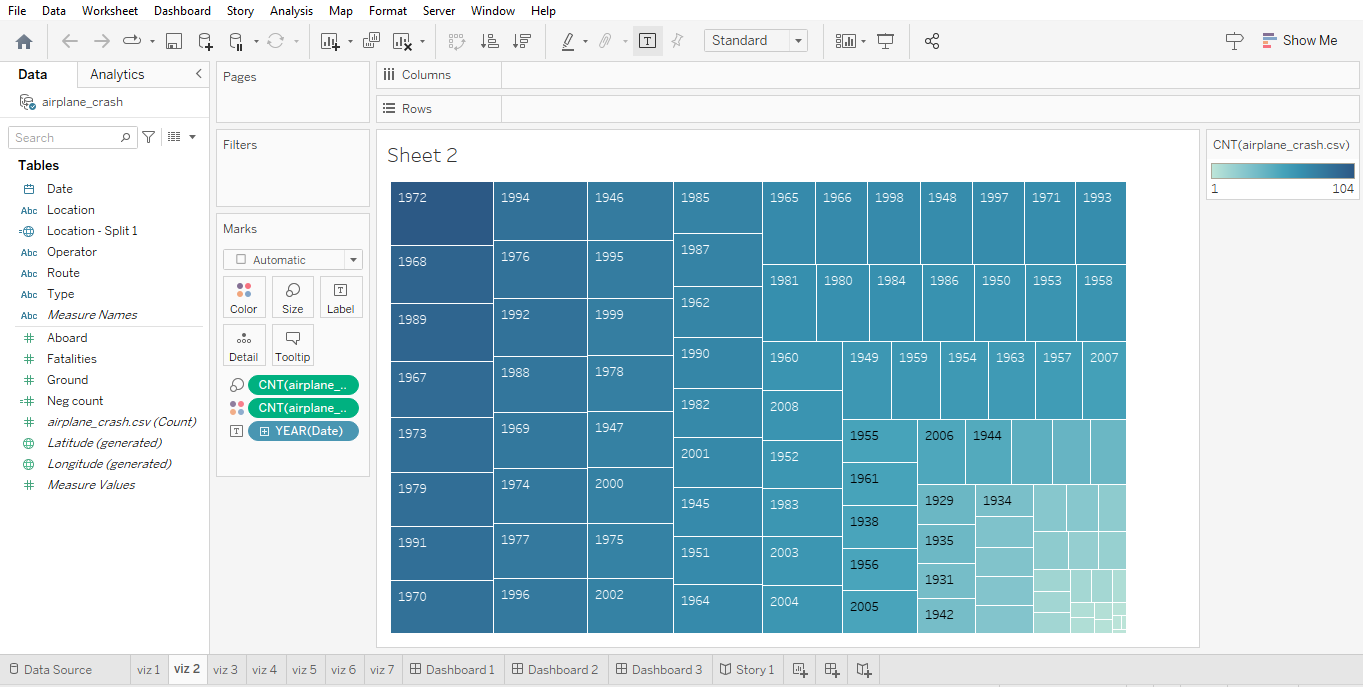 File Data Worksheet Dashboard Story Analysis Map Format Server Window Help
Standard
Show Me
Data Analytics
airplane_crash
Search
Tables
Date
Abc Location
Location - Split 1
Abc Operator
Abc Route
Abc Type
Abc Measure Names
Aboard
Fatalities
Ground
Neg count
airplane_crash.csv (Count)
Latitude (generated)
Longitude (generated)
Measure Values
Pages
Filters
Marks
Automatic
Color Size Label
Detail Tooltip
CNT(airplane_..
CNT(airplane_..
YEAR(Date)
Columns
Rows
Sheet 2
1972
1968
1989
1967
1973
1979
1991
1970
1994
1976
1992
1988
1969
1974
1977
1996
1946
1995
1999
1978
1947
2000
1975
2002
1985
1987
1962
1990
1982
2001
1945
1951
1964
1965 1966 1998 1948 1997 1971 1993
1981 1980 1984 1986 1950 1953 1958
1960
2008
1952
1983
2003
2004
1949 1959 1954 1963 1957 2007
1955
1961
1938
1956
2005
2006 1944
1929
1935
1931
1942
1934
CNT(airplane_crash.csv)
1 104
Data Source viz 1 viz 2 viz 3 viz 4 viz 5 viz 6 viz 7 Dashboard 1 Dashboard 2 Dashboard 3 Story 1